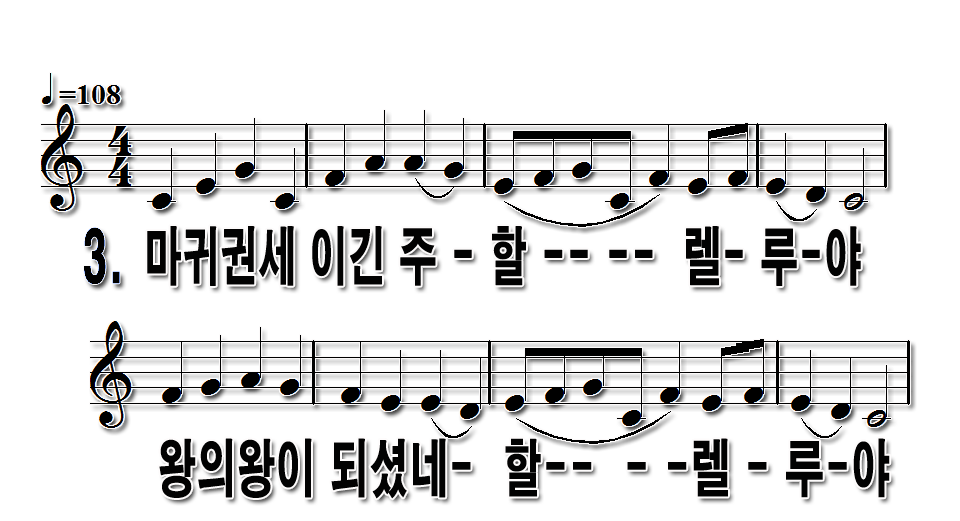 ♩=108
4/4
3. 마귀권세 이긴 주 - 할 -- -- 렐- 루-야
왕의왕이 되셨네- 할-- - -렐 - 루-야